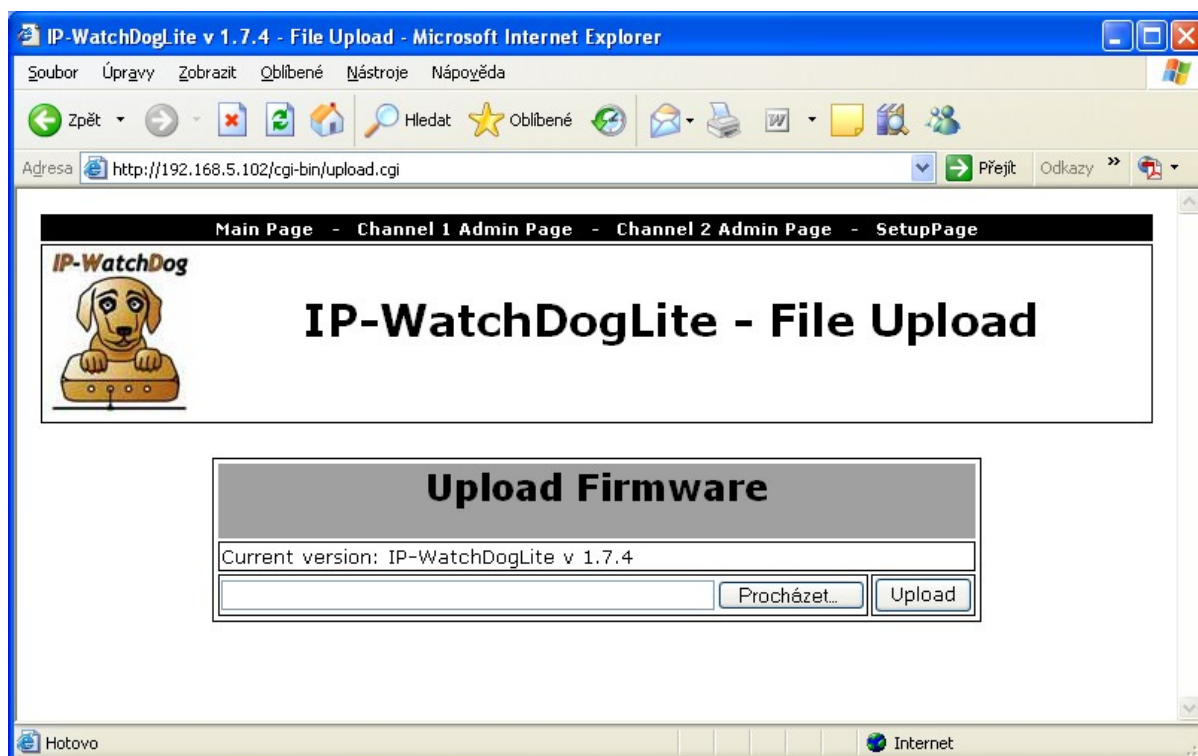 IP-WatchDogLite v 1.7.4 - File Upload - Microsoft Internet Explorer
Soubor Úpravy Zobrazit Oblíbené Nástroje Nápověda
Zpět Hledat Oblíbené W
Adresa http://192.168.5.102/cgi-bin/upload.cgi Přejít Odkazy »
Main Page - Channel 1 Admin Page - Channel 2 Admin Page - SetupPage
IP-WatchDog
IP-WatchDogLite - File Upload
Upload Firmware
Current version: IP-WatchDogLite v 1.7.4
Procházet... Upload
Hotovo Internet